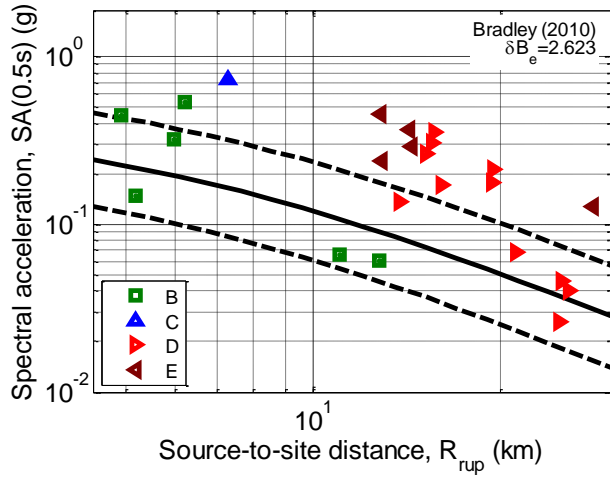 Bradley (2010)
δB_e=2.623
10^0
10^-1
10^-2
Spectral acceleration, SA(0.5s) (g)
B
C
D
E
10^1
Source-to-site distance, R_rup (km)